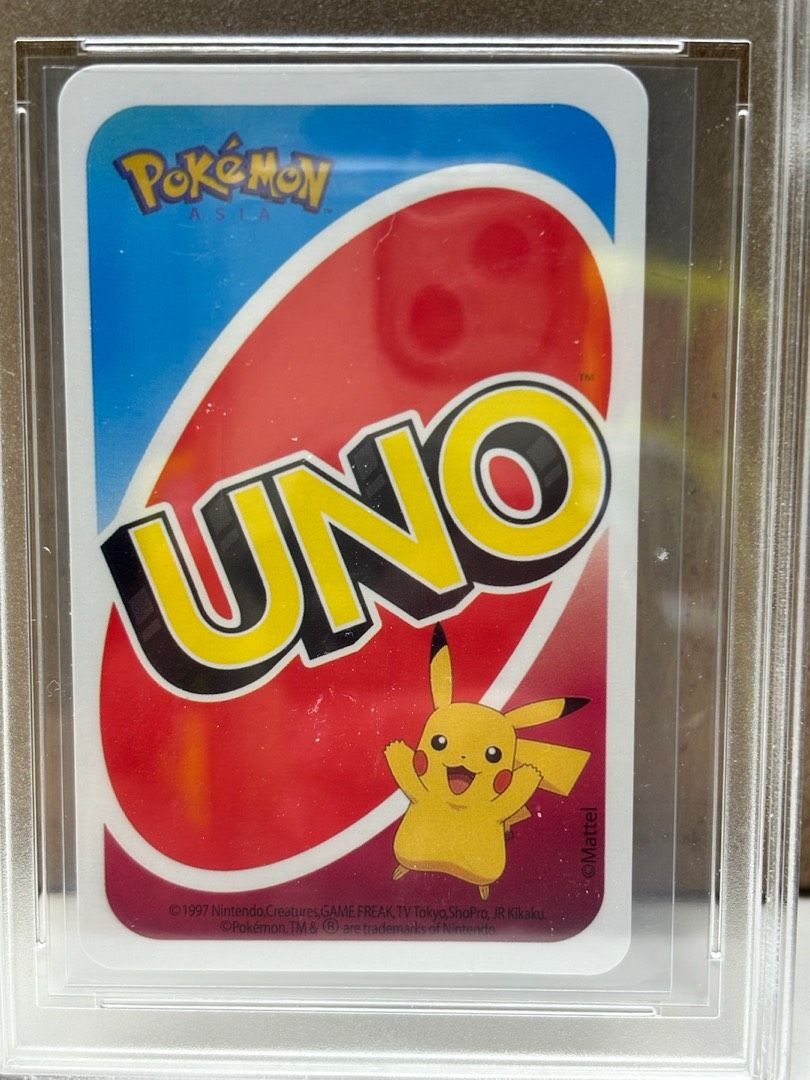 POKéMON
ASIA
TM
UNO
©Mattel
©1997 Nintendo,Creatures,GAME FREAK,TV Tokyo,ShoPro, JR Kikaku.
©Pokémon.TM & ® are trademarks of Nintendo.